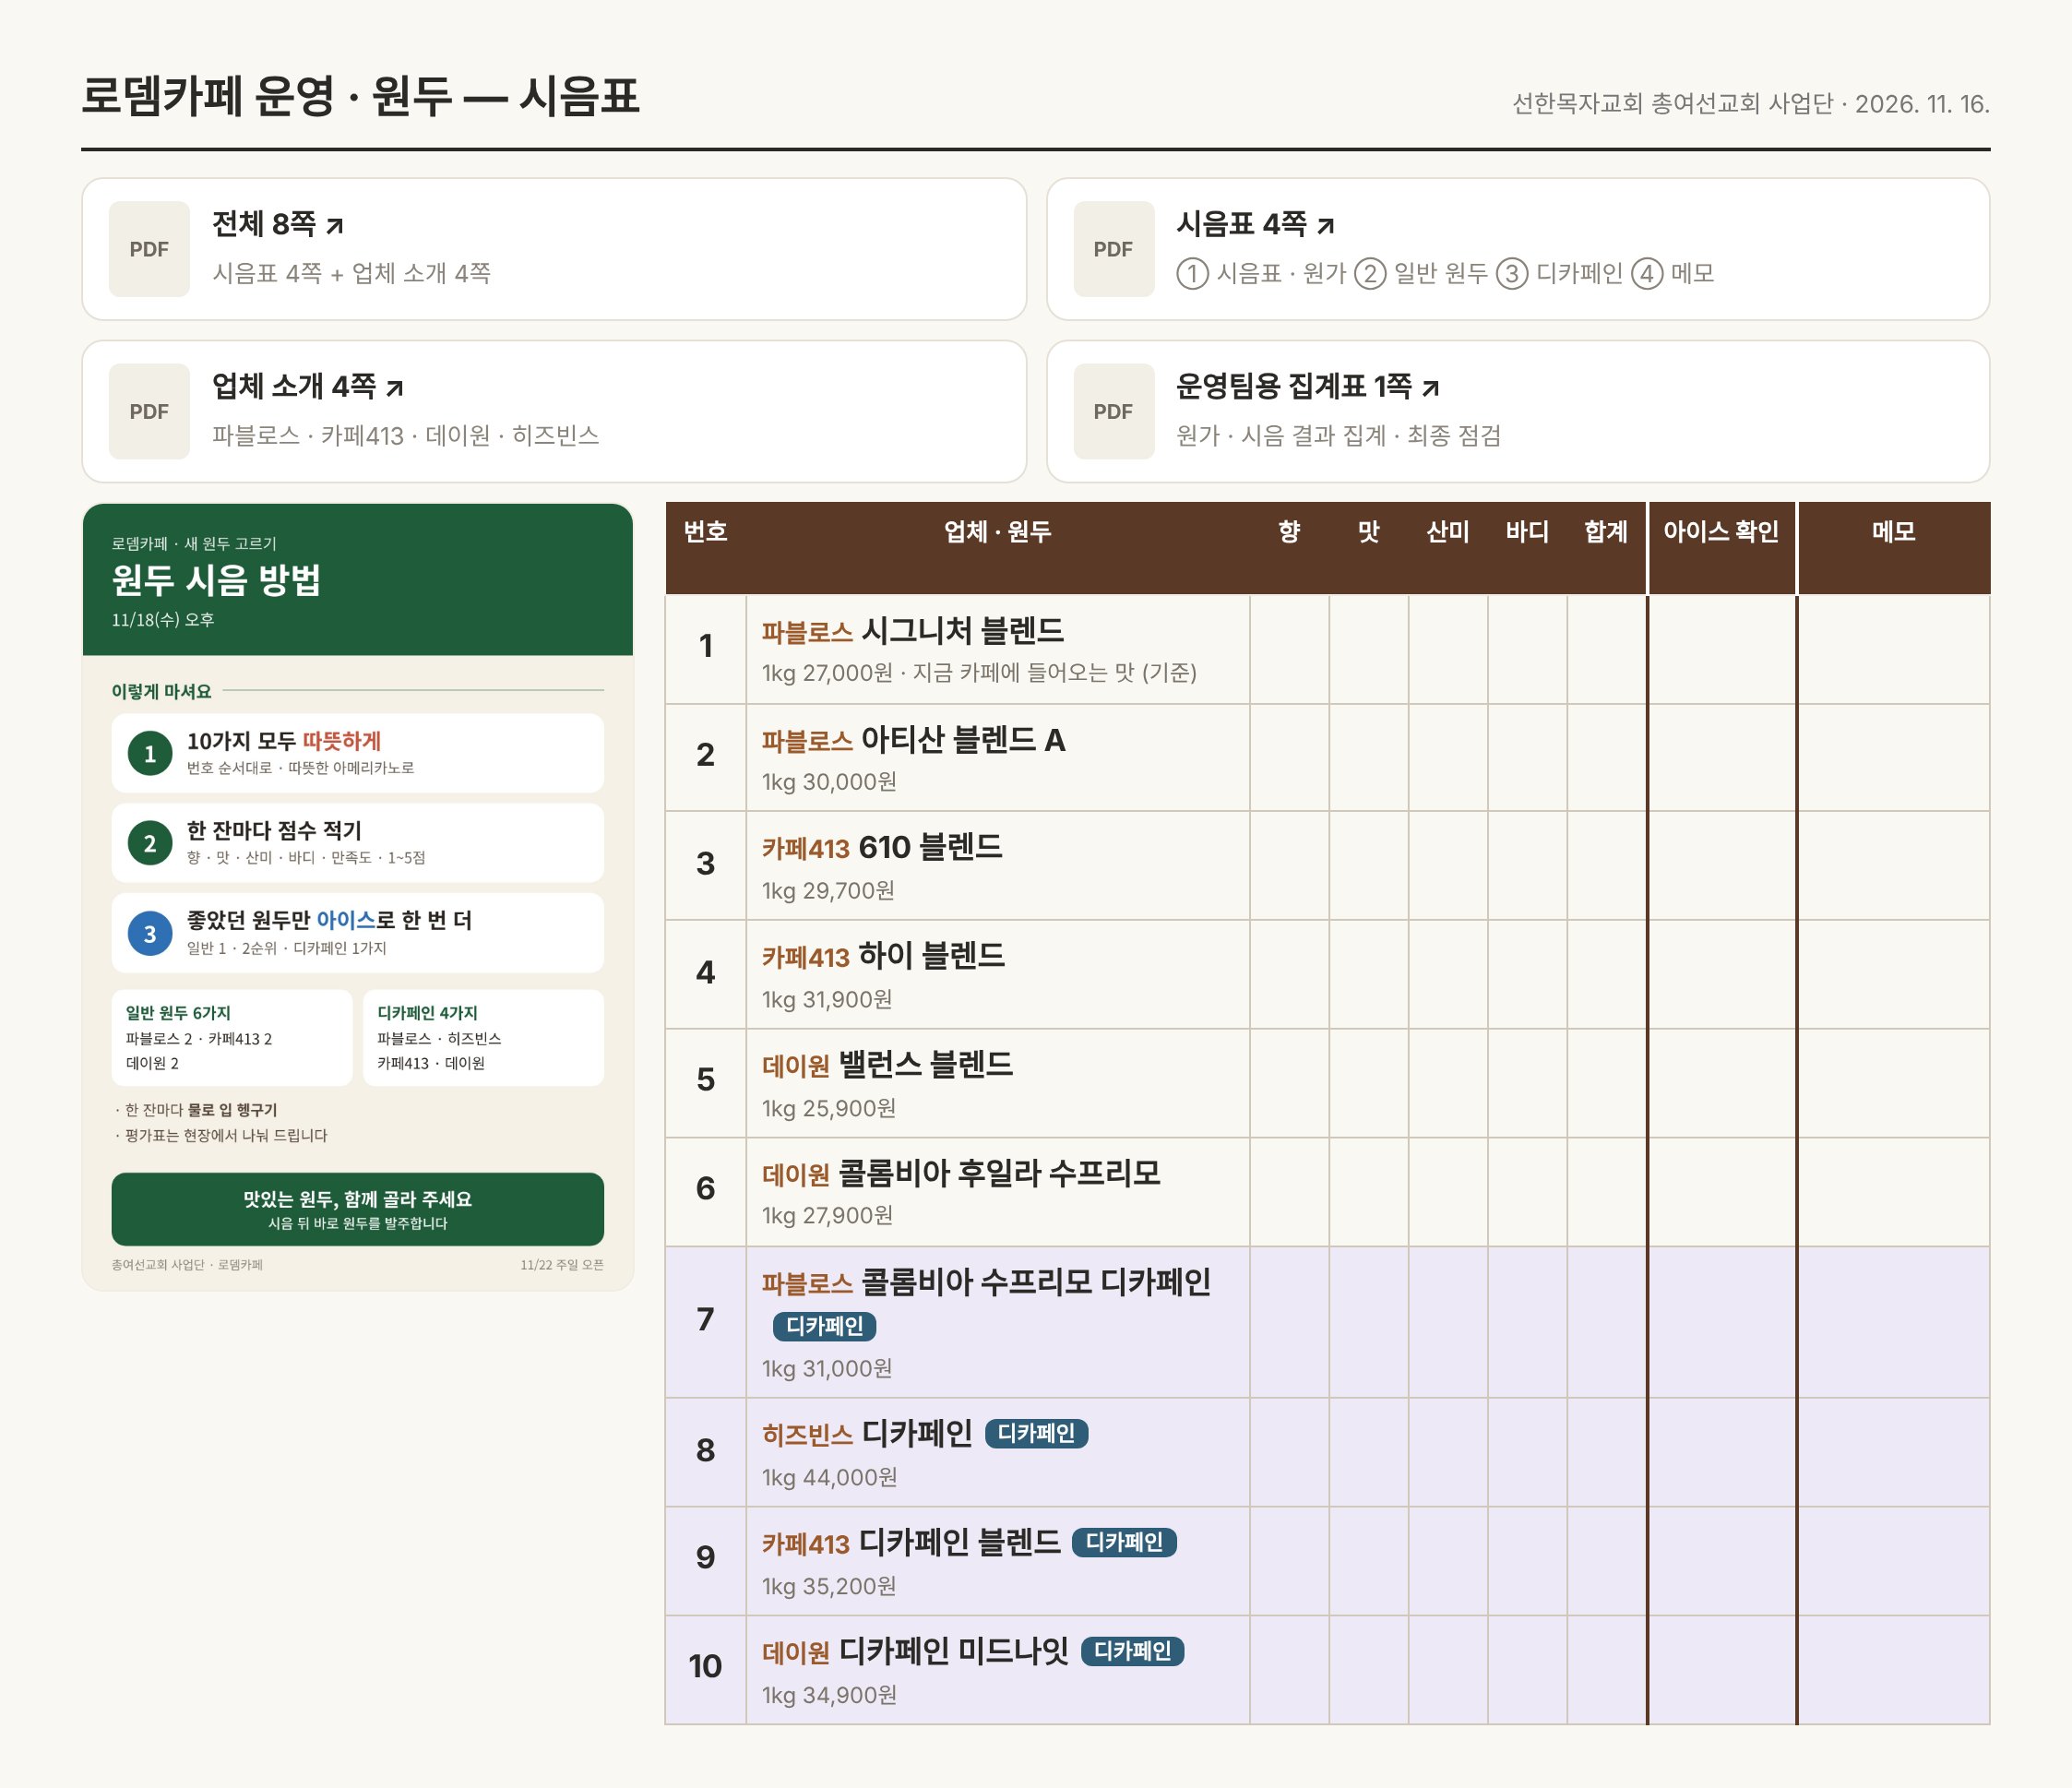 로뎀카페 운영 · 원두 — 시음표
선한목자교회 총여선교회 사업단 · 2026. 11. 16.
PDF
전체 8쪽 ↗
시음표 4쪽 + 업체 소개 4쪽
PDF
시음표 4쪽 ↗
① 시음표 · 원가 ② 일반 원두 ③ 디카페인 ④ 메모
PDF
업체 소개 4쪽 ↗
파블로스 · 카페413 · 데이원 · 히즈빈스
PDF
운영팀용 집계표 1쪽 ↗
원가 · 시음 결과 집계 · 최종 점검
로뎀카페 · 새 원두 고르기
원두 시음 방법
11/18(수) 오후
이렇게 마셔요
1
10가지 모두 따뜻하게
번호 순서대로 · 따뜻한 아메리카노로
2
한 잔마다 점수 적기
향 · 맛 · 산미 · 바디 · 만족도 · 1~5점
3
좋았던 원두만 아이스로 한 번 더
일반 1 · 2순위 · 디카페인 1가지
일반 원두 6가지
파블로스 2 · 카페413 2
데이원 2
디카페인 4가지
파블로스 · 히즈빈스
카페413 · 데이원
· 한 잔마다 물로 입 헹구기
· 평가표는 현장에서 나눠 드립니다
맛있는 원두, 함께 골라 주세요
시음 뒤 바로 원두를 발주합니다
총여선교회 사업단 · 로뎀카페
11/22 주일 오픈
번호 업체 · 원두 향 맛 산미 바디 합계 아이스 확인 메모
1
파블로스 시그니처 블렌드
1kg 27,000원 · 지금 카페에 들어오는 맛 (기준)
2
파블로스 아티산 블렌드 A
1kg 30,000원
3
카페413 610 블렌드
1kg 29,700원
4
카페413 하이 블렌드
1kg 31,900원
5
데이원 밸런스 블렌드
1kg 25,900원
6
데이원 콜롬비아 후일라 수프리모
1kg 27,900원
7
파블로스 콜롬비아 수프리모 디카페인
디카페인
1kg 31,000원
8
히즈빈스 디카페인 디카페인
1kg 44,000원
9
카페413 디카페인 블렌드 디카페인
1kg 35,200원
10
데이원 디카페인 미드나잇 디카페인
1kg 34,900원